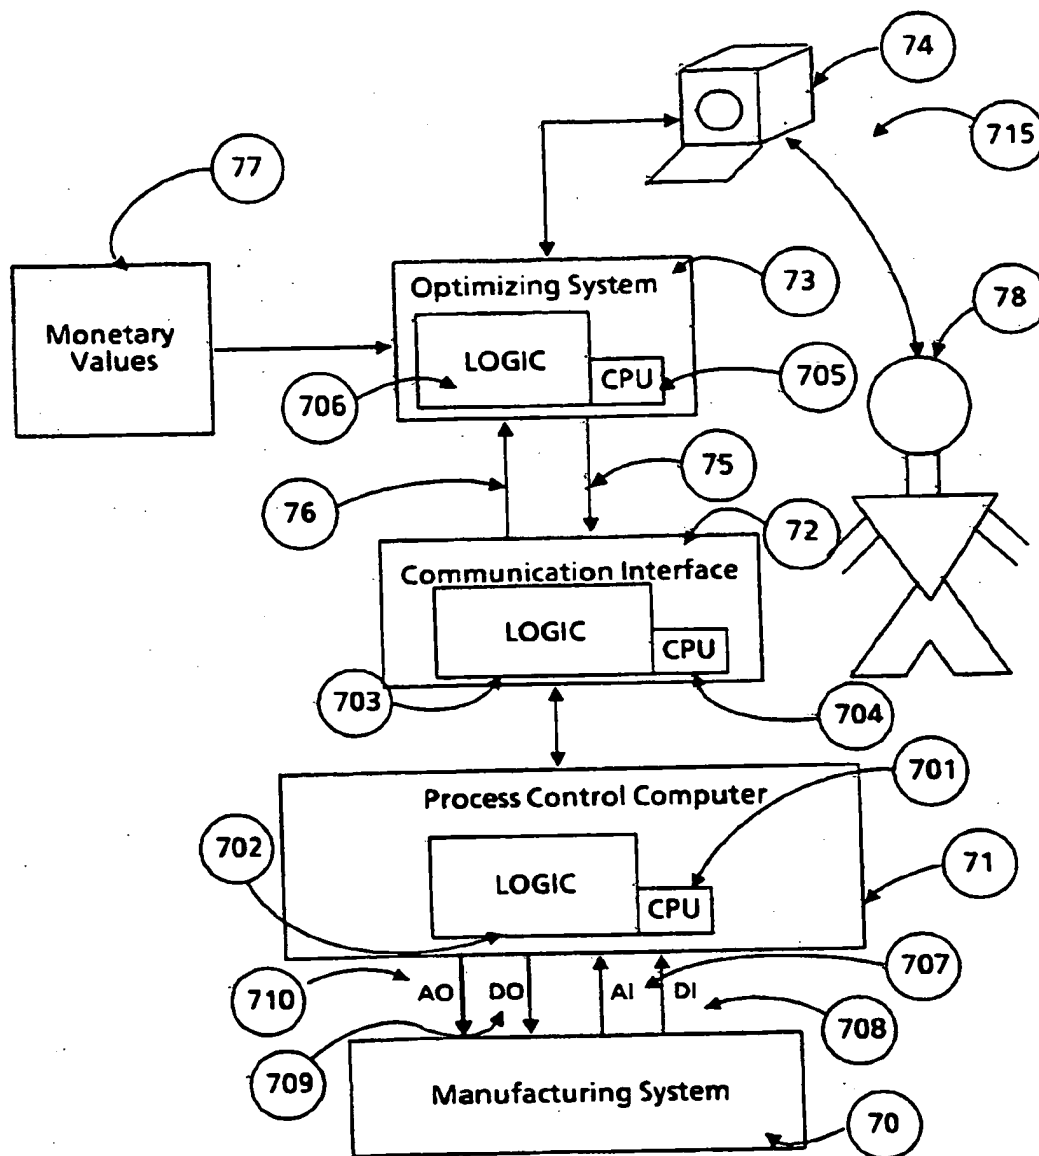 74
715
77
Optimizing System
73
78
Monetary
Values
LOGIC
CPU
706
705
75
76
72
Communication Interface
LOGIC
CPU
703
704
701
Process Control Computer
702
LOGIC
CPU
71
707
710
AO
DO
AI
DI
708
709
Manufacturing System
70